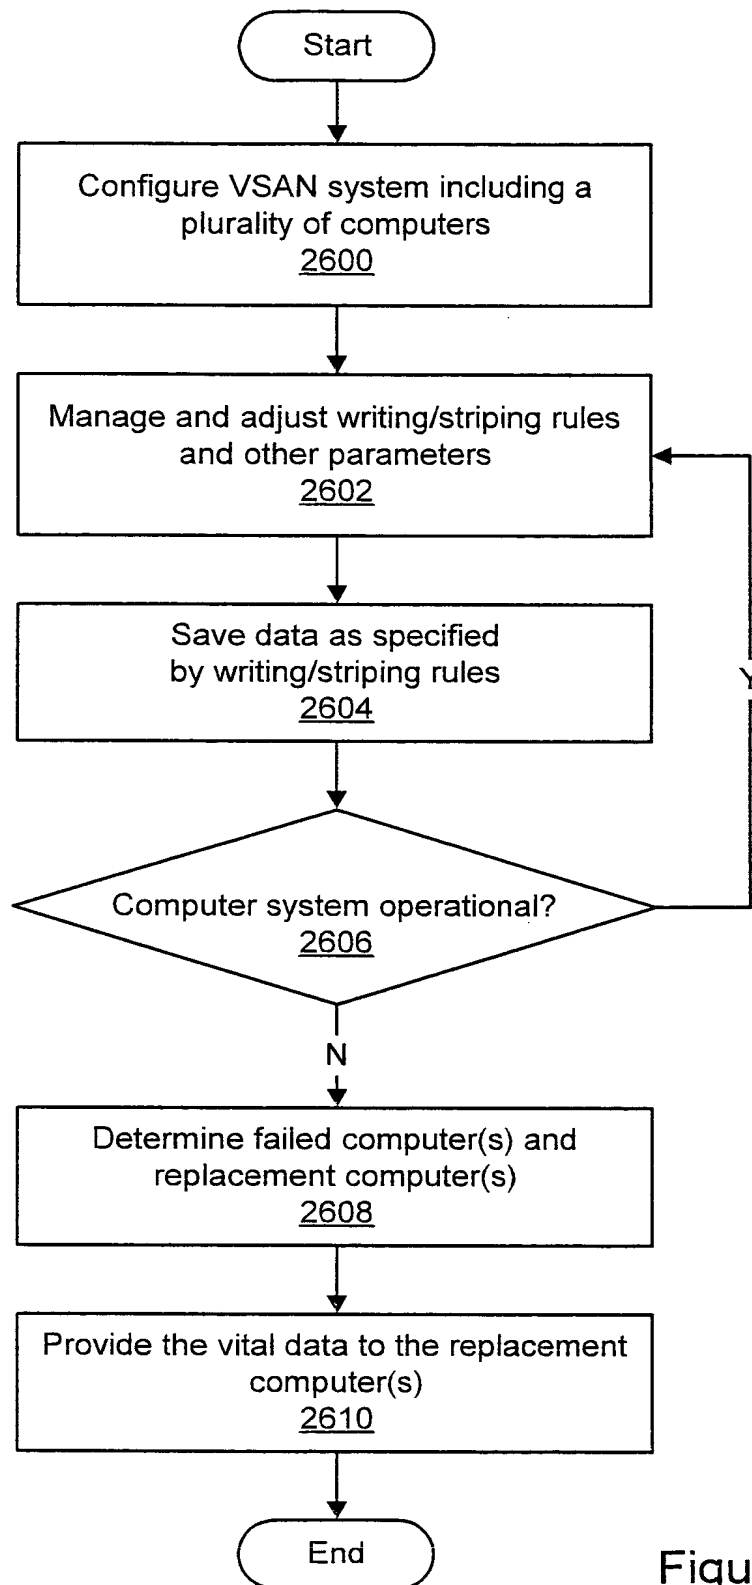 Start
Configure VSAN system including a
plurality of computers
2600
Manage and adjust writing/striping rules
and other parameters
2602
Save data as specified
by writing/striping rules
2604
Y
Computer system operational?
2606
N
Determine failed computer(s) and
replacement computer(s)
2608
Provide the vital data to the replacement
computer(s)
2610
End